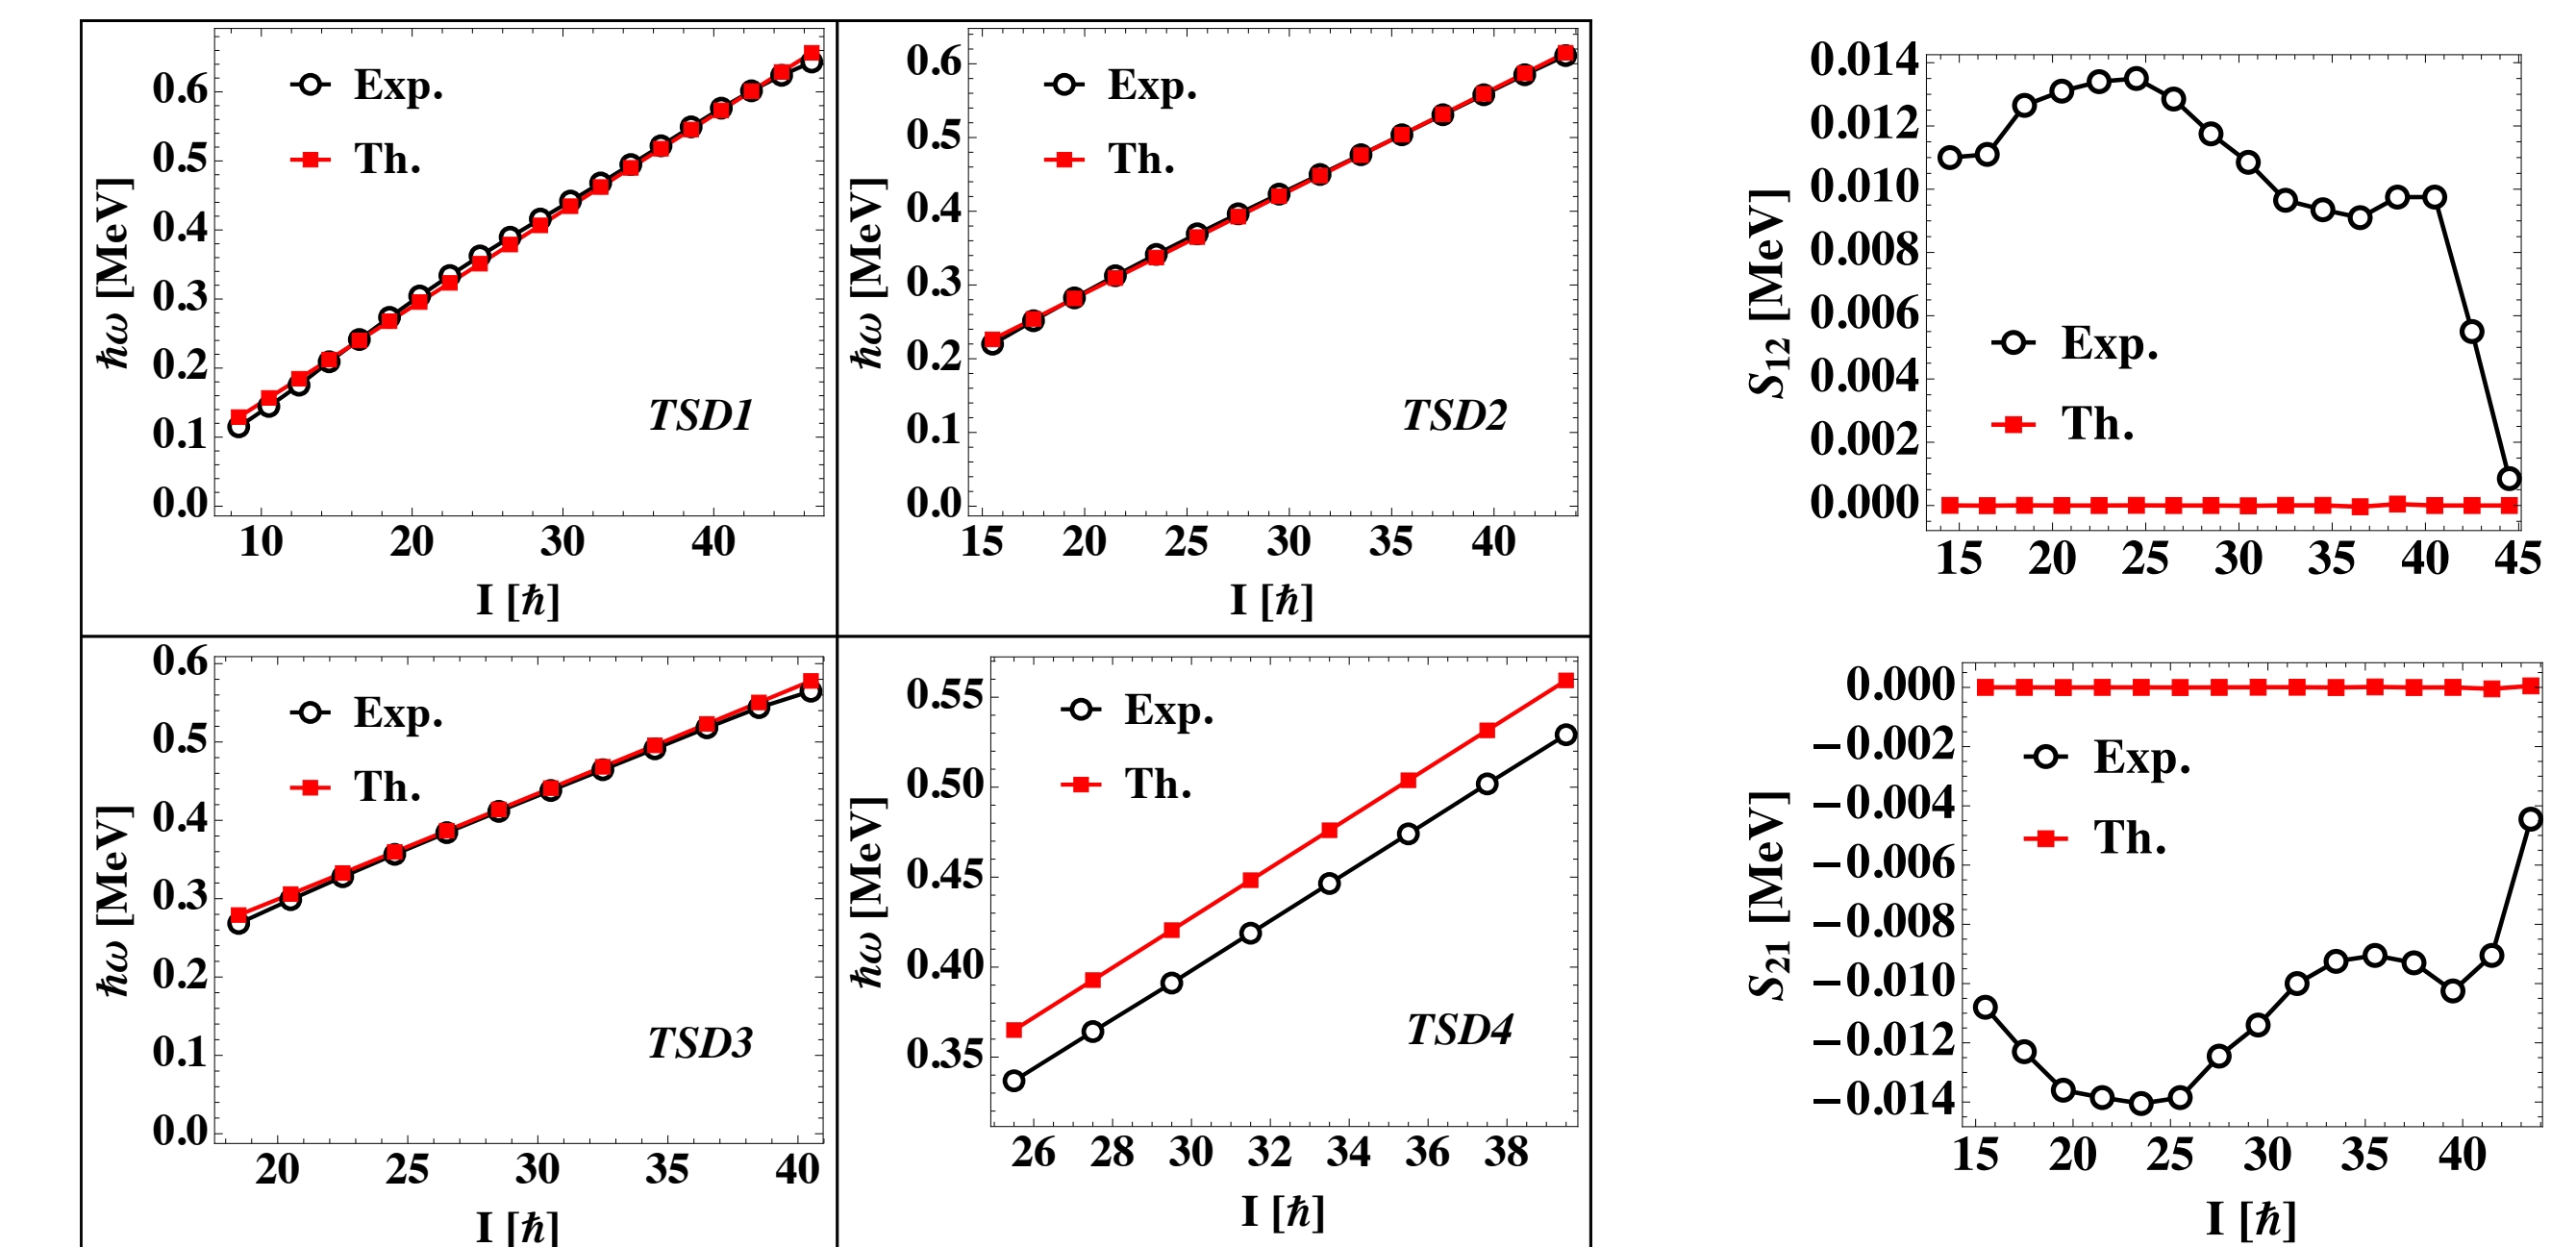 Exp.
Th.
ħω [MeV]
0.6
0.5
0.4
0.3
0.2
0.1
0.0
TSD1
10 20 30 40
I [ħ]
Exp.
Th.
ħω [MeV]
0.6
0.5
0.4
0.3
0.2
0.1
0.0
TSD2
15 20 25 30 35 40
I [ħ]
Exp.
Th.
ħω [MeV]
0.6
0.5
0.4
0.3
0.2
0.1
0.0
TSD3
20 25 30 35 40
I [ħ]
Exp.
Th.
ħω [MeV]
0.55
0.50
0.45
0.40
0.35
TSD4
26 28 30 32 34 36 38
I [ħ]
S12 [MeV]
0.014
0.012
0.010
0.008
0.006
0.004
0.002
0.000
Exp.
Th.
15 20 25 30 35 40 45
S21 [MeV]
0.000
−0.002
−0.004
−0.006
−0.008
−0.010
−0.012
−0.014
Exp.
Th.
15 20 25 30 35 40
I [ħ]